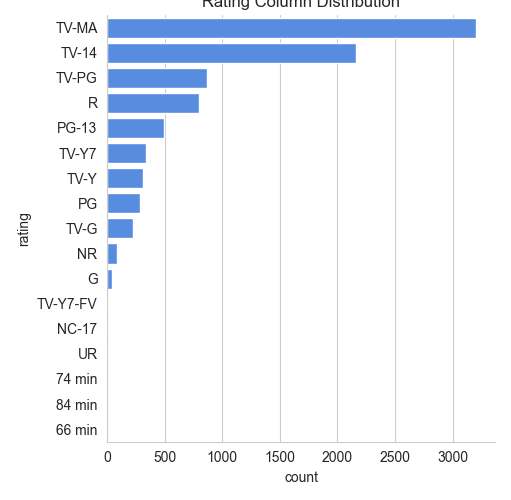 Rating Column Distribution
TV-MA
TV-14
TV-PG
R
PG-13
TV-Y7
TV-Y
PG
TV-G
NR
G
TV-Y7-FV
NC-17
UR
74 min
84 min
66 min
rating
0 500 1000 1500 2000 2500 3000
count